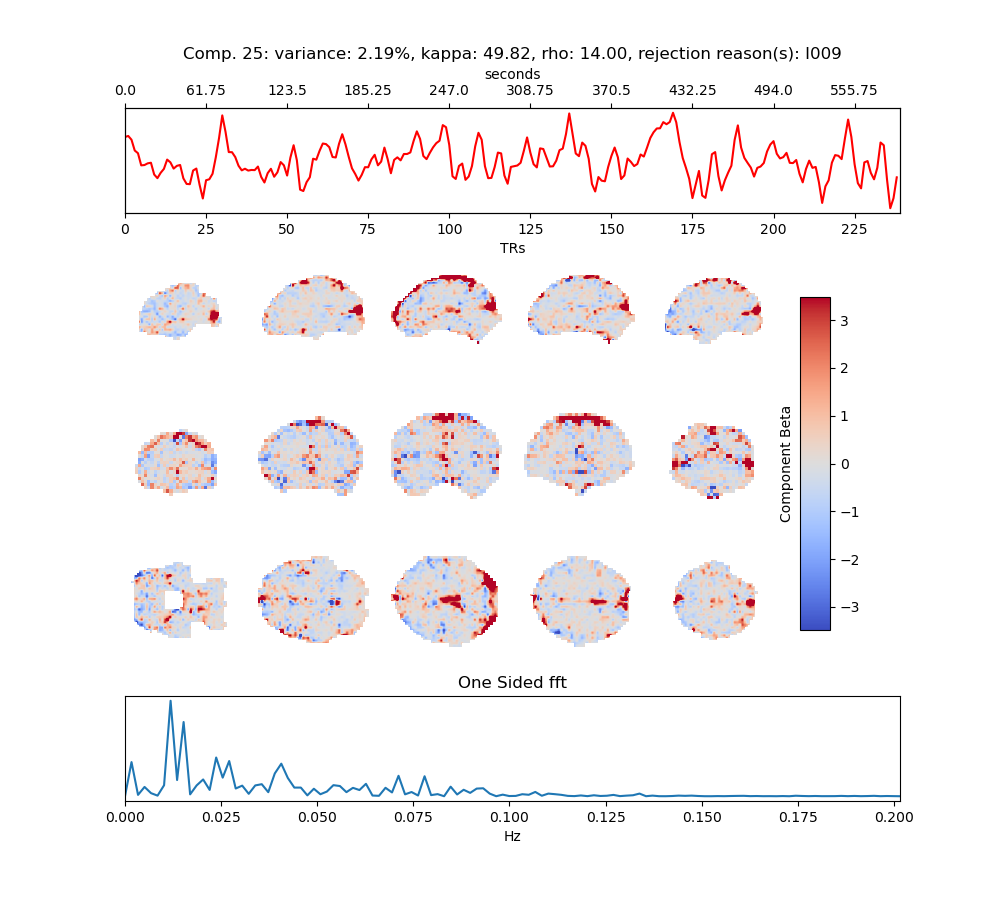 Comp. 25: variance: 2.19%, kappa: 49.82, rho: 14.00, rejection reason(s): I009
seconds
0.0 61.75 123.5 185.25 247.0 308.75 370.5 432.25 494.0 555.75
0 25 50 75 100 125 150 175 200 225
TRs
3
2
1
0
−1
−2
−3
Component Beta
One Sided fft
0.000 0.025 0.050 0.075 0.100 0.125 0.150 0.175 0.200
Hz